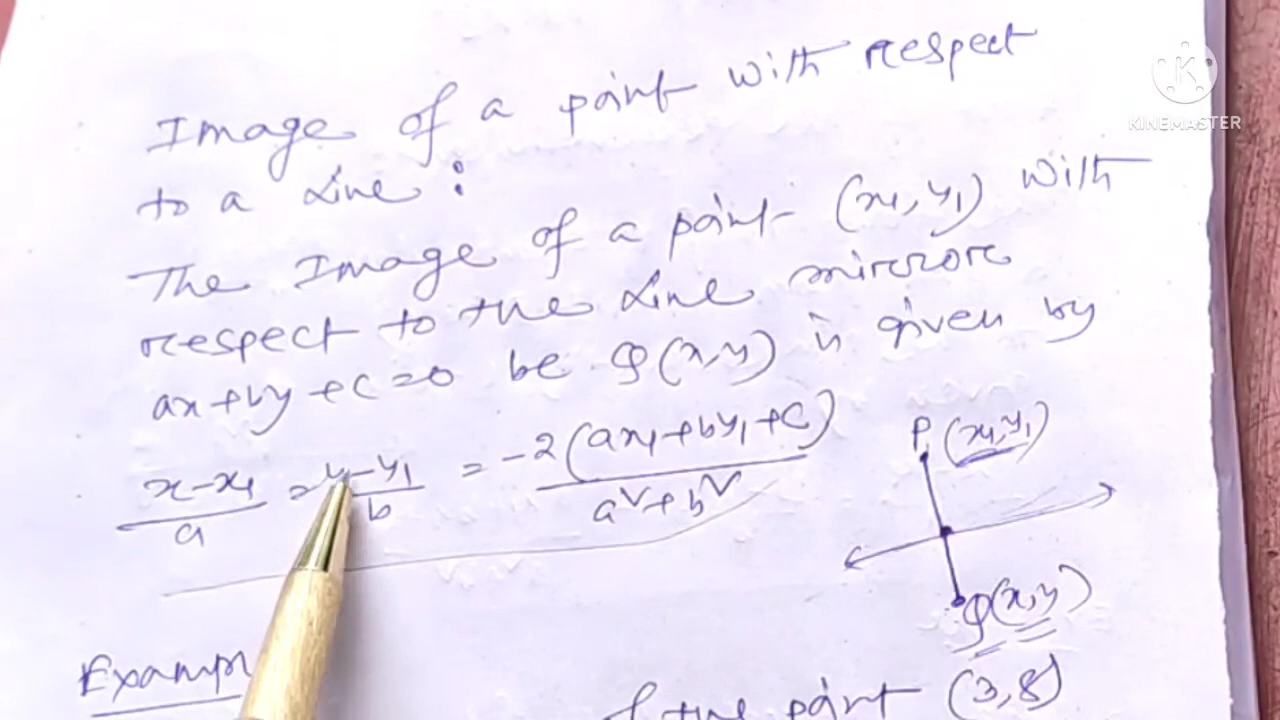 Image of a point with respect
to a Line :
The Image of a point (x₁, y₁) with
respect to the Line mirror
ax+by+c=0 be Q(x,y) is given by
(x-x₁)/a = (y-y₁)/b = -2(ax₁+by₁+c)/(a²+b²)
P(x₁,y₁)
Q(x,y)
Examp
of the point (3,8)
KINEMASTER